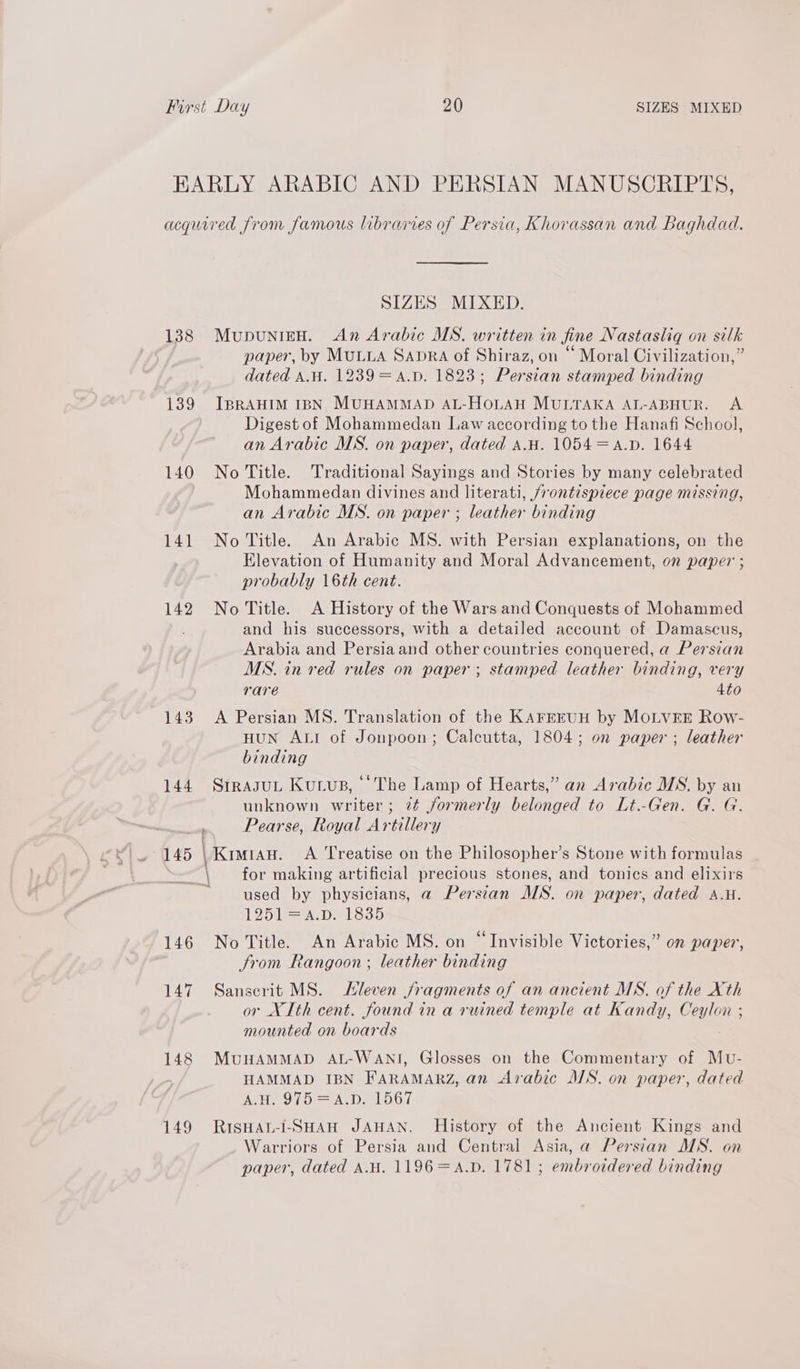 First Day 20 SIZES MIXED
EARLY ARABIC AND PERSIAN MANUSCRIPTS,
acquired from famous libraries of Persia, Khorassan and Baghdad.
SIZES MIXED.
138 MUDUNIEH. An Arabic MS. written in fine Nastasliq on silk
paper, by MULLA SADRA of Shiraz, on “Moral Civilization,”
dated A.H. 1239=A.D. 1823; Persian stamped binding
139 IBRAHIM IBN MUHAMMAD AL-HOLAH MULTAKA AL-ABHUR. A
Digest of Mohammedan Law according to the Hanafi School,
an Arabic MS. on paper, dated A.H. 1054=A.D. 1644
140 No Title. Traditional Sayings and Stories by many celebrated
Mohammedan divines and literati, frontispiece page missing,
an Arabic MS. on paper; leather binding
141 No Title. An Arabic MS. with Persian explanations, on the
Elevation of Humanity and Moral Advancement, on paper;
probably 16th cent.
142 No Title. A History of the Wars and Conquests of Mohammed
and his successors, with a detailed account of Damascus,
Arabia and Persia and other countries conquered, a Persian
MS. in red rules on paper; stamped leather binding, very
rare 4to
143 A Persian MS. Translation of the KAFEEUH by MOLVEE ROW-
HUN ALI of Jonpoon; Calcutta, 1804; on paper; leather
binding
144 SIRAJUL KULUB, “The Lamp of Hearts,” an Arabic MS. by an
unknown writer; it formerly belonged to Lt.-Gen. G. G.
Pearse, Royal Artillery
145 KIMIAH. A Treatise on the Philosopher's Stone with formulas
for making artificial precious stones, and tonics and elixirs
used by physicians, a Persian MS. on paper, dated A.H.
1251=A.D. 1835
146 No Title. An Arabic MS. on “Invisible Victories,” on paper,
from Rangoon; leather binding
147 Sanscrit MS. Eleven fragments of an ancient MS. of the Xth
or XIth cent. found in a ruined temple at Kandy, Ceylon;
mounted on boards
148 MUHAMMAD AL-WANI, Glosses on the Commentary of MU-
HAMMAD IBN FARAMARZ, an Arabic MS. on paper, dated
A.H. 975=A.D. 1567
149 RISHAL-I-SHAH JAHAN. History of the Ancient Kings and
Warriors of Persia and Central Asia, a Persian MS. on
paper, dated A.H. 1196=A.D. 1781; embroidered binding